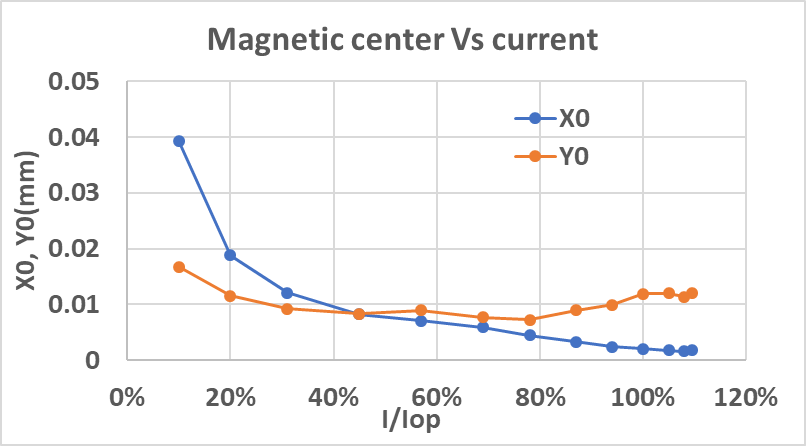 Magnetic center Vs current
X0, Y0(mm)
0.05
0.04
0.03
0.02
0.01
0
X0
Y0
0% 20% 40% 60% 80% 100% 120%
I/Iop